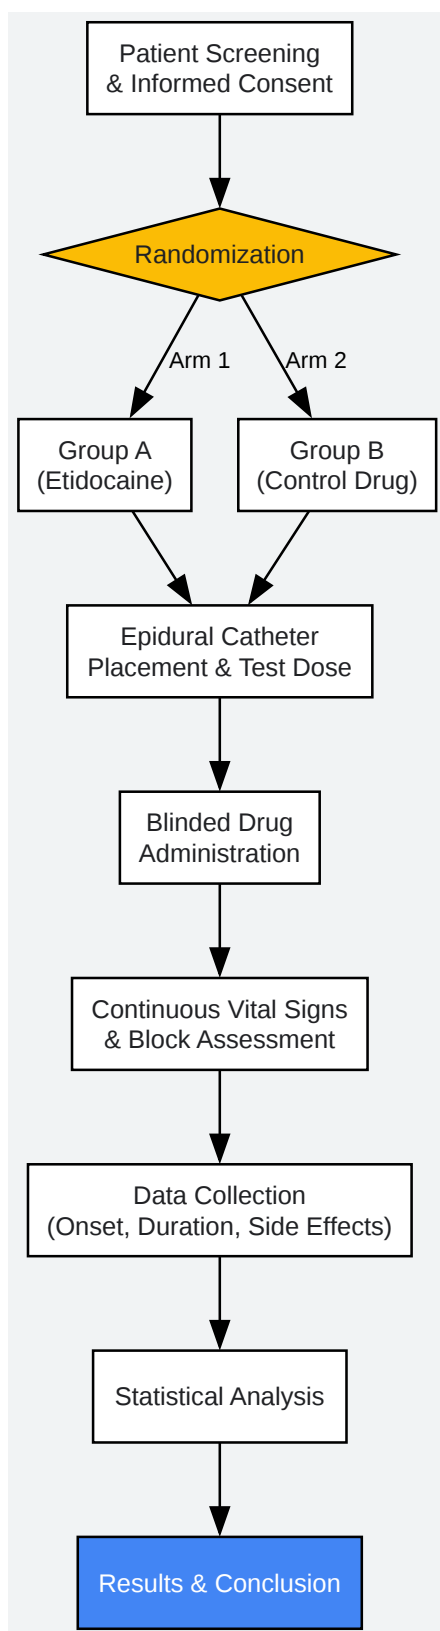 Patient Screening
& Informed Consent
Randomization
Arm 1
Arm 2
Group A
(Etidocaine)
Group B
(Control Drug)
Epidural Catheter
Placement & Test Dose
Blinded Drug
Administration
Continuous Vital Signs
& Block Assessment
Data Collection
(Onset, Duration, Side Effects)
Statistical Analysis
Results & Conclusion